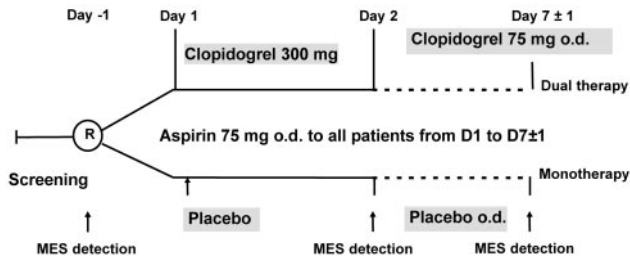 Day -1 Day 1 Day 2 Day 7 ± 1
Clopidogrel 300 mg Clopidogrel 75 mg o.d.
Dual therapy
R Aspirin 75 mg o.d. to all patients from D1 to D7±1
Screening Monotherapy
Placebo Placebo o.d.
MES detection MES detection MES detection